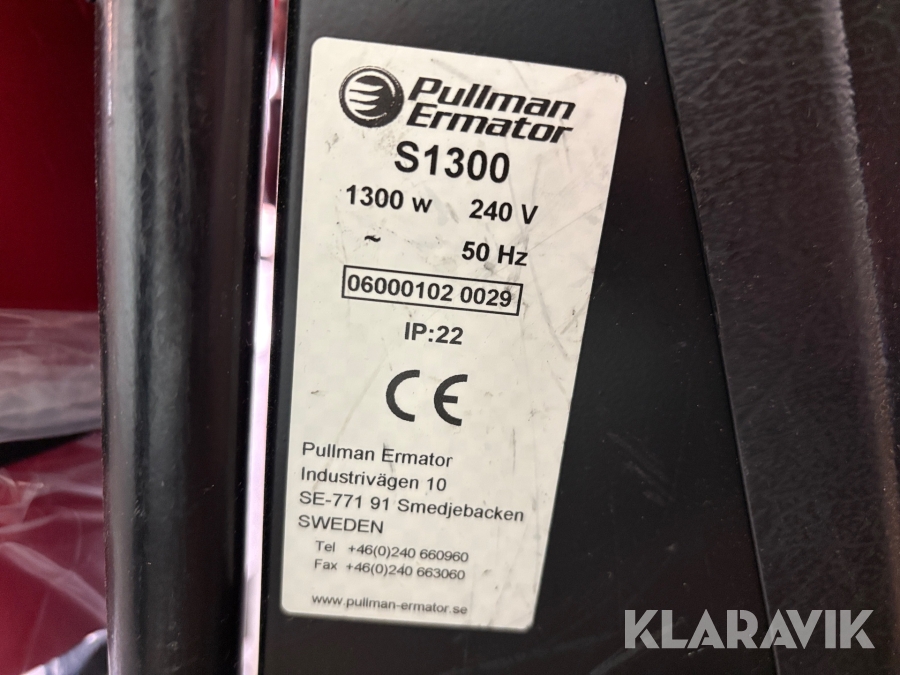 Pullman
Ermator
S1300
1300 w 240 V
~ 50 Hz
06000102 0029
IP:22
CE
Pullman Ermator
Industrivägen 10
SE-771 91 Smedjebacken
SWEDEN
Tel +46(0)240 660960
Fax +46(0)240 663060
www.pullman-ermator.se
KLARAVIK